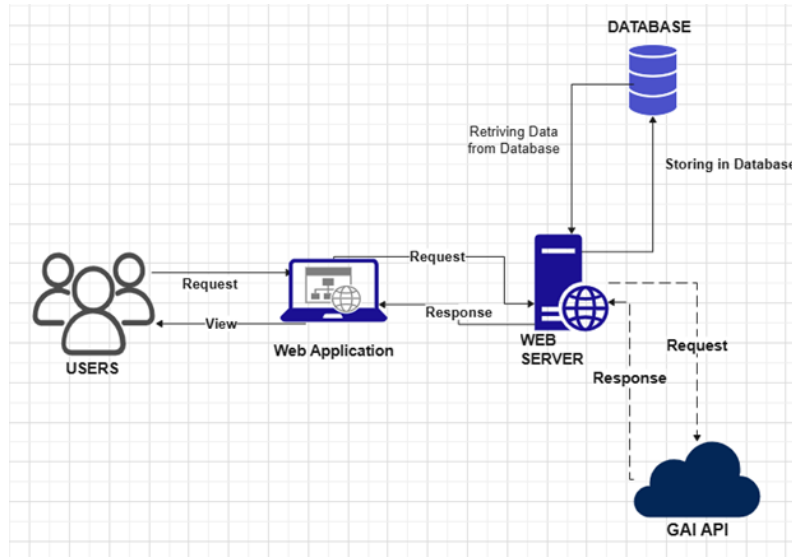 DATABASE
Retriving Data
from Database
Storing in Database
Request
Request
View
Response
USERS
Web Application
WEB
SERVER
Request
Response
GAI API